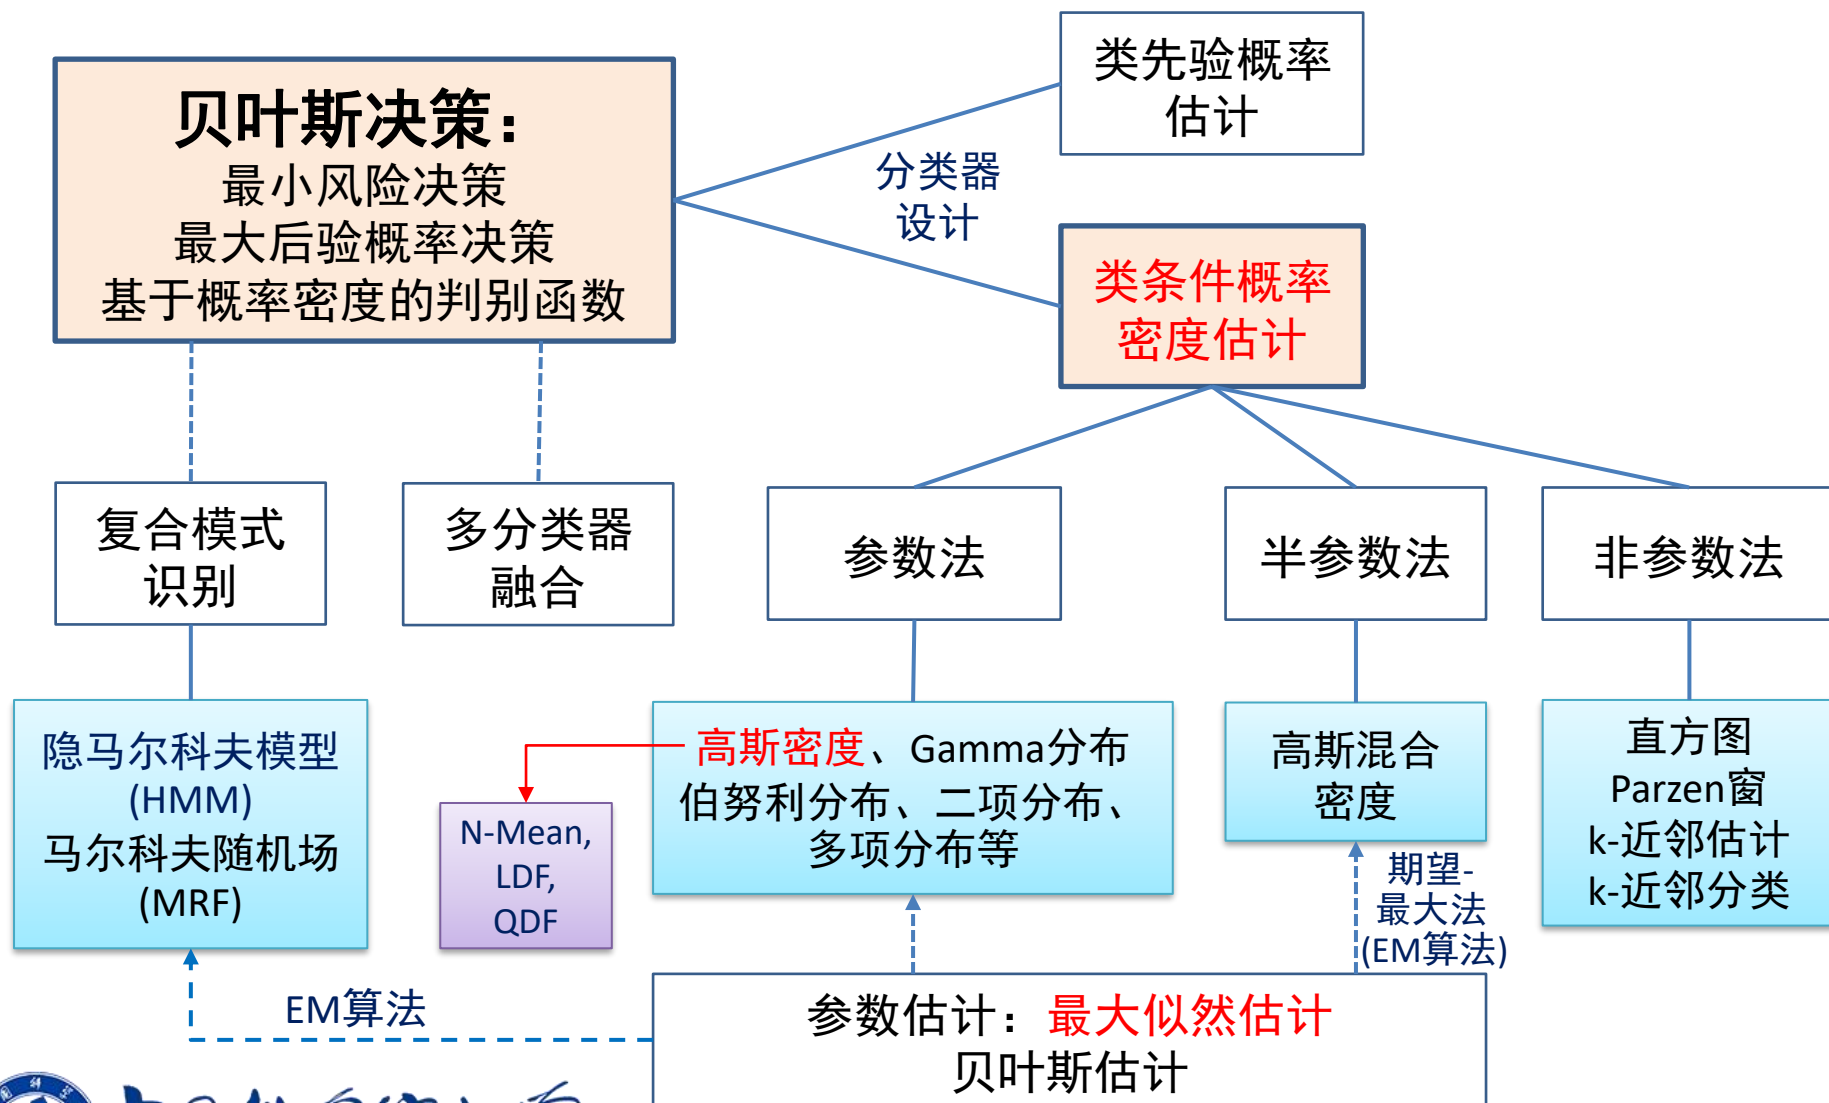 类先验概率
估计
贝叶斯决策：
最小风险决策
最大后验概率决策
基于概率密度的判别函数
分类器
设计
类条件概率
密度估计
复合模式
识别
多分类器
融合
参数法
半参数法
非参数法
隐马尔科夫模型
(HMM)
马尔科夫随机场
(MRF)
N-Mean,
LDF,
QDF
高斯密度、Gamma分布
伯努利分布、二项分布、
多项分布等
高斯混合
密度
直方图
Parzen窗
k-近邻估计
k-近邻分类
期望-
最大法
(EM算法)
EM算法
参数估计：最大似然估计
贝叶斯估计